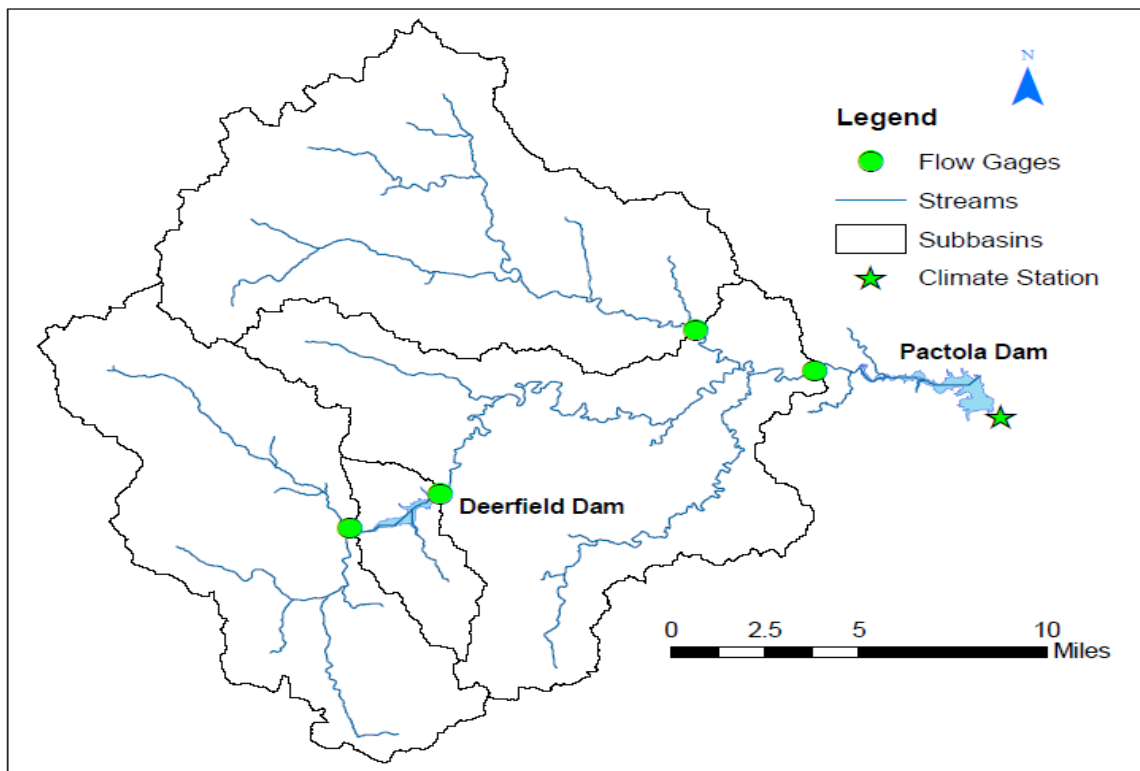 N
Legend
Flow Gages
Streams
Subbasins
Climate Station
Pactola Dam
Deerfield Dam
0 2.5 5 10
Miles